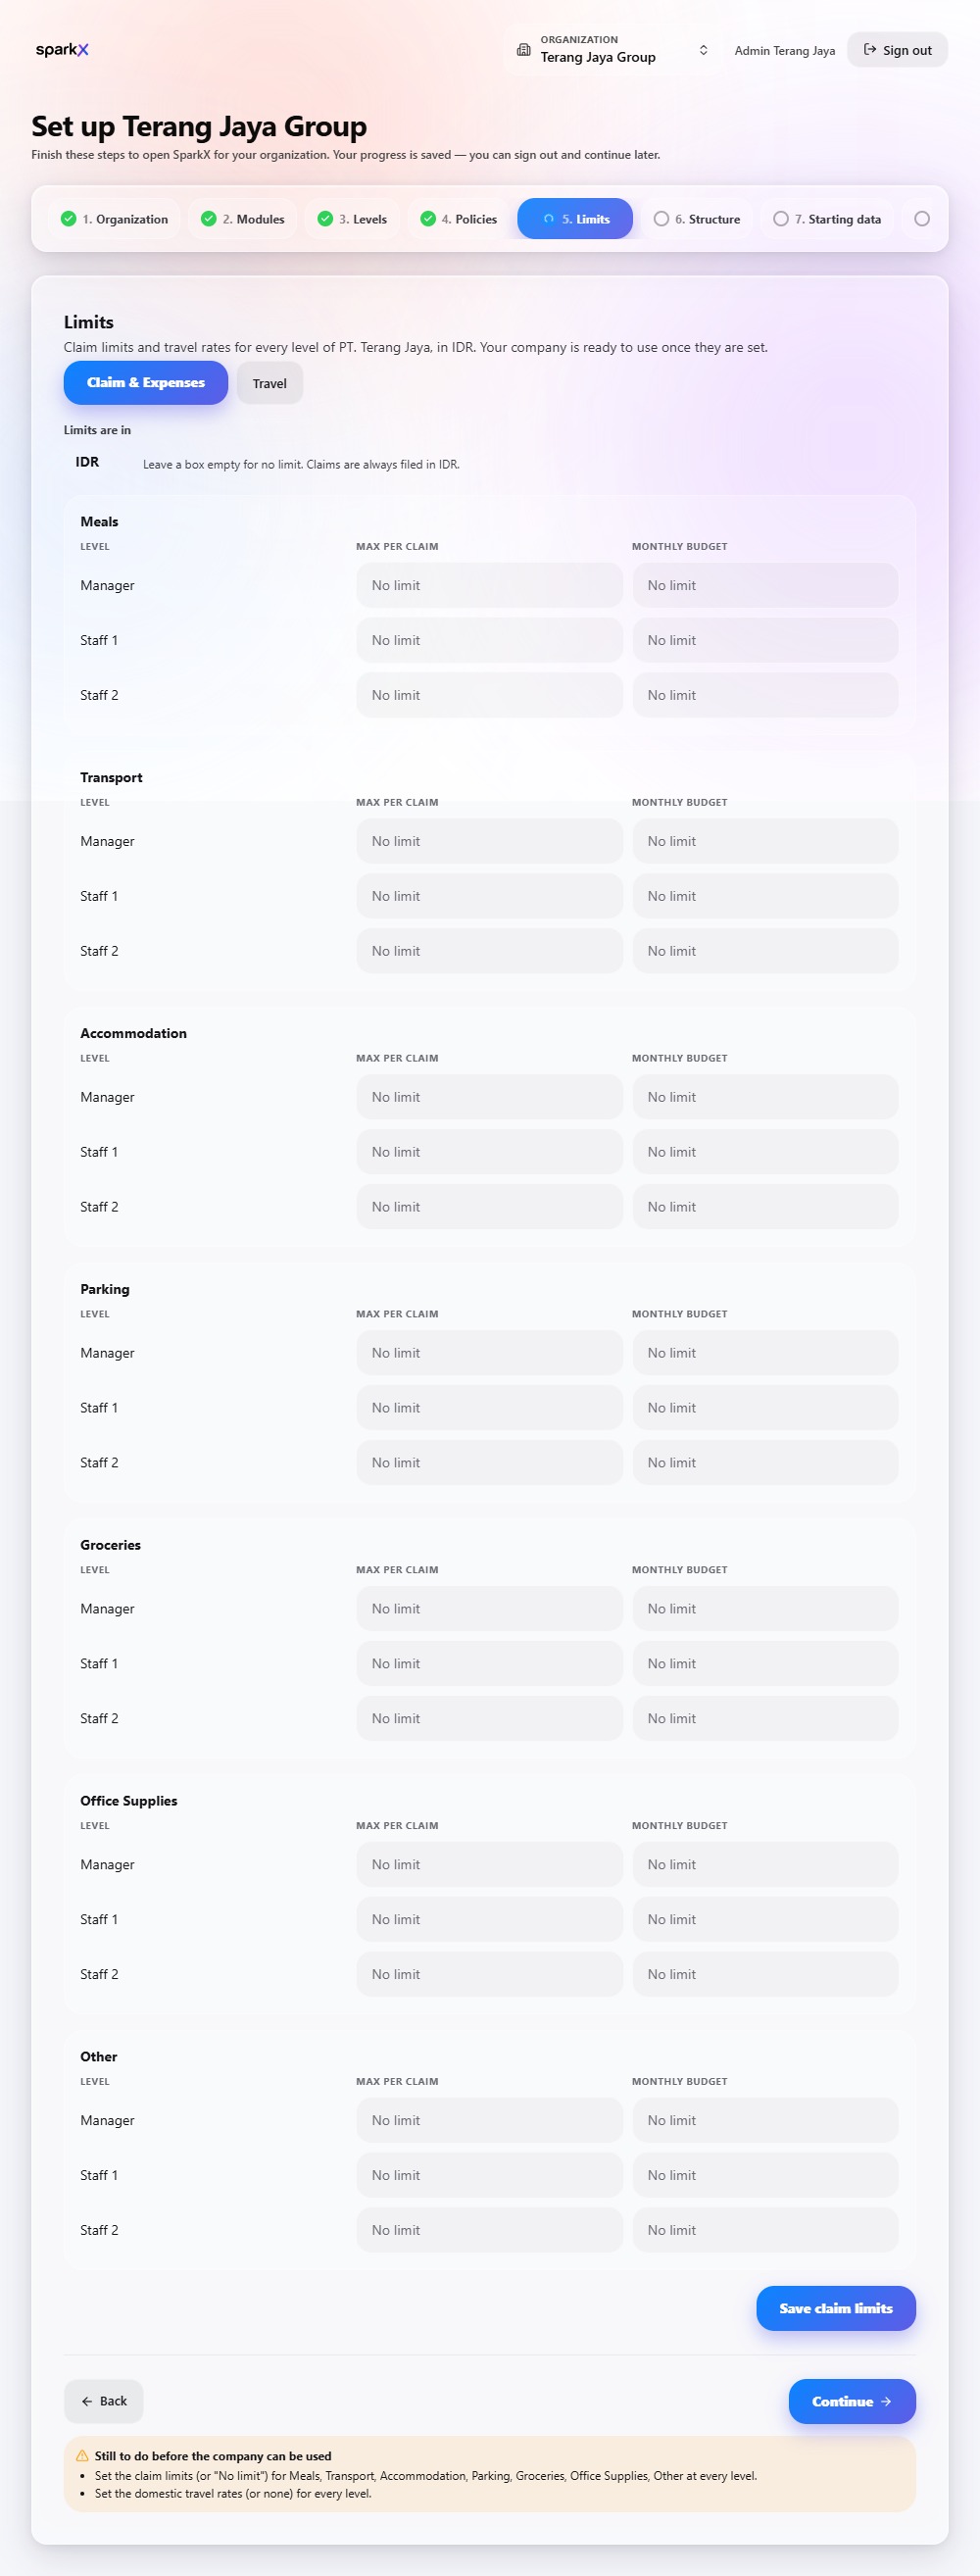 sparkX
ORGANIZATION
Terang Jaya Group
Admin Terang Jaya
Sign out
Set up Terang Jaya Group
Finish these steps to open SparkX for your organization. Your progress is saved — you can sign out and continue later.
1. Organization
2. Modules
3. Levels
4. Policies
5. Limits
6. Structure
7. Starting data
Limits
Claim limits and travel rates for every level of PT. Terang Jaya, in IDR. Your company is ready to use once they are set.
Claim & Expenses
Travel
Limits are in
IDR
Leave a box empty for no limit. Claims are always filed in IDR.
Meals
LEVEL MAX PER CLAIM MONTHLY BUDGET
Manager No limit No limit
Staff 1 No limit No limit
Staff 2 No limit No limit
Transport
LEVEL MAX PER CLAIM MONTHLY BUDGET
Manager No limit No limit
Staff 1 No limit No limit
Staff 2 No limit No limit
Accommodation
LEVEL MAX PER CLAIM MONTHLY BUDGET
Manager No limit No limit
Staff 1 No limit No limit
Staff 2 No limit No limit
Parking
LEVEL MAX PER CLAIM MONTHLY BUDGET
Manager No limit No limit
Staff 1 No limit No limit
Staff 2 No limit No limit
Groceries
LEVEL MAX PER CLAIM MONTHLY BUDGET
Manager No limit No limit
Staff 1 No limit No limit
Staff 2 No limit No limit
Office Supplies
LEVEL MAX PER CLAIM MONTHLY BUDGET
Manager No limit No limit
Staff 1 No limit No limit
Staff 2 No limit No limit
Other
LEVEL MAX PER CLAIM MONTHLY BUDGET
Manager No limit No limit
Staff 1 No limit No limit
Staff 2 No limit No limit
Save claim limits
← Back
Continue →
Still to do before the company can be used
• Set the claim limits (or "No limit") for Meals, Transport, Accommodation, Parking, Groceries, Office Supplies, Other at every level.
• Set the domestic travel rates (or none) for every level.